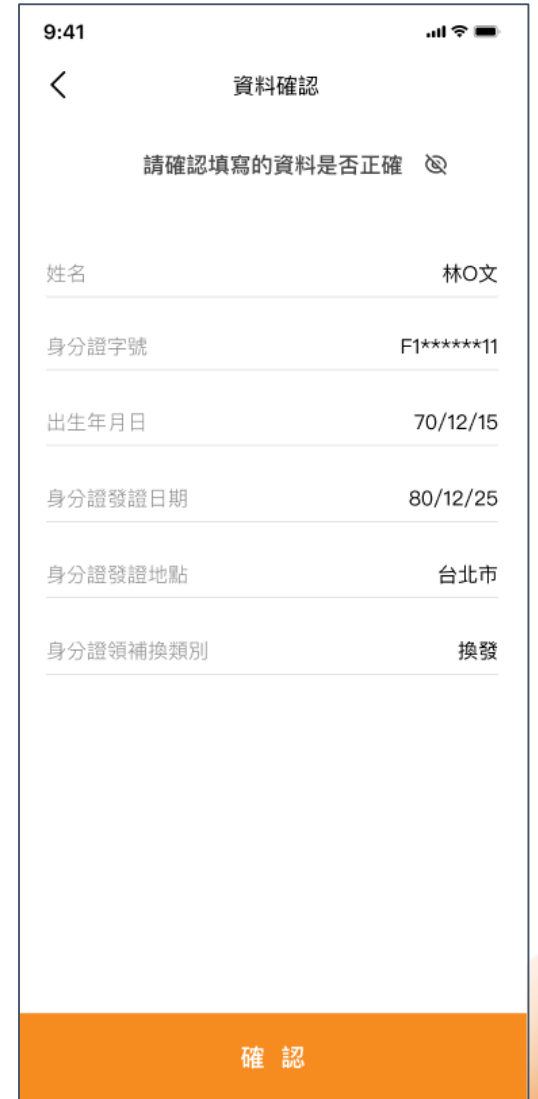 9:41
資料確認
請確認填寫的資料是否正確
姓名 林O文
身分證字號 F1******11
出生年月日 70/12/15
身分證發證日期 80/12/25
身分證發證地點 台北市
身分證領補換類別 換發
確 認